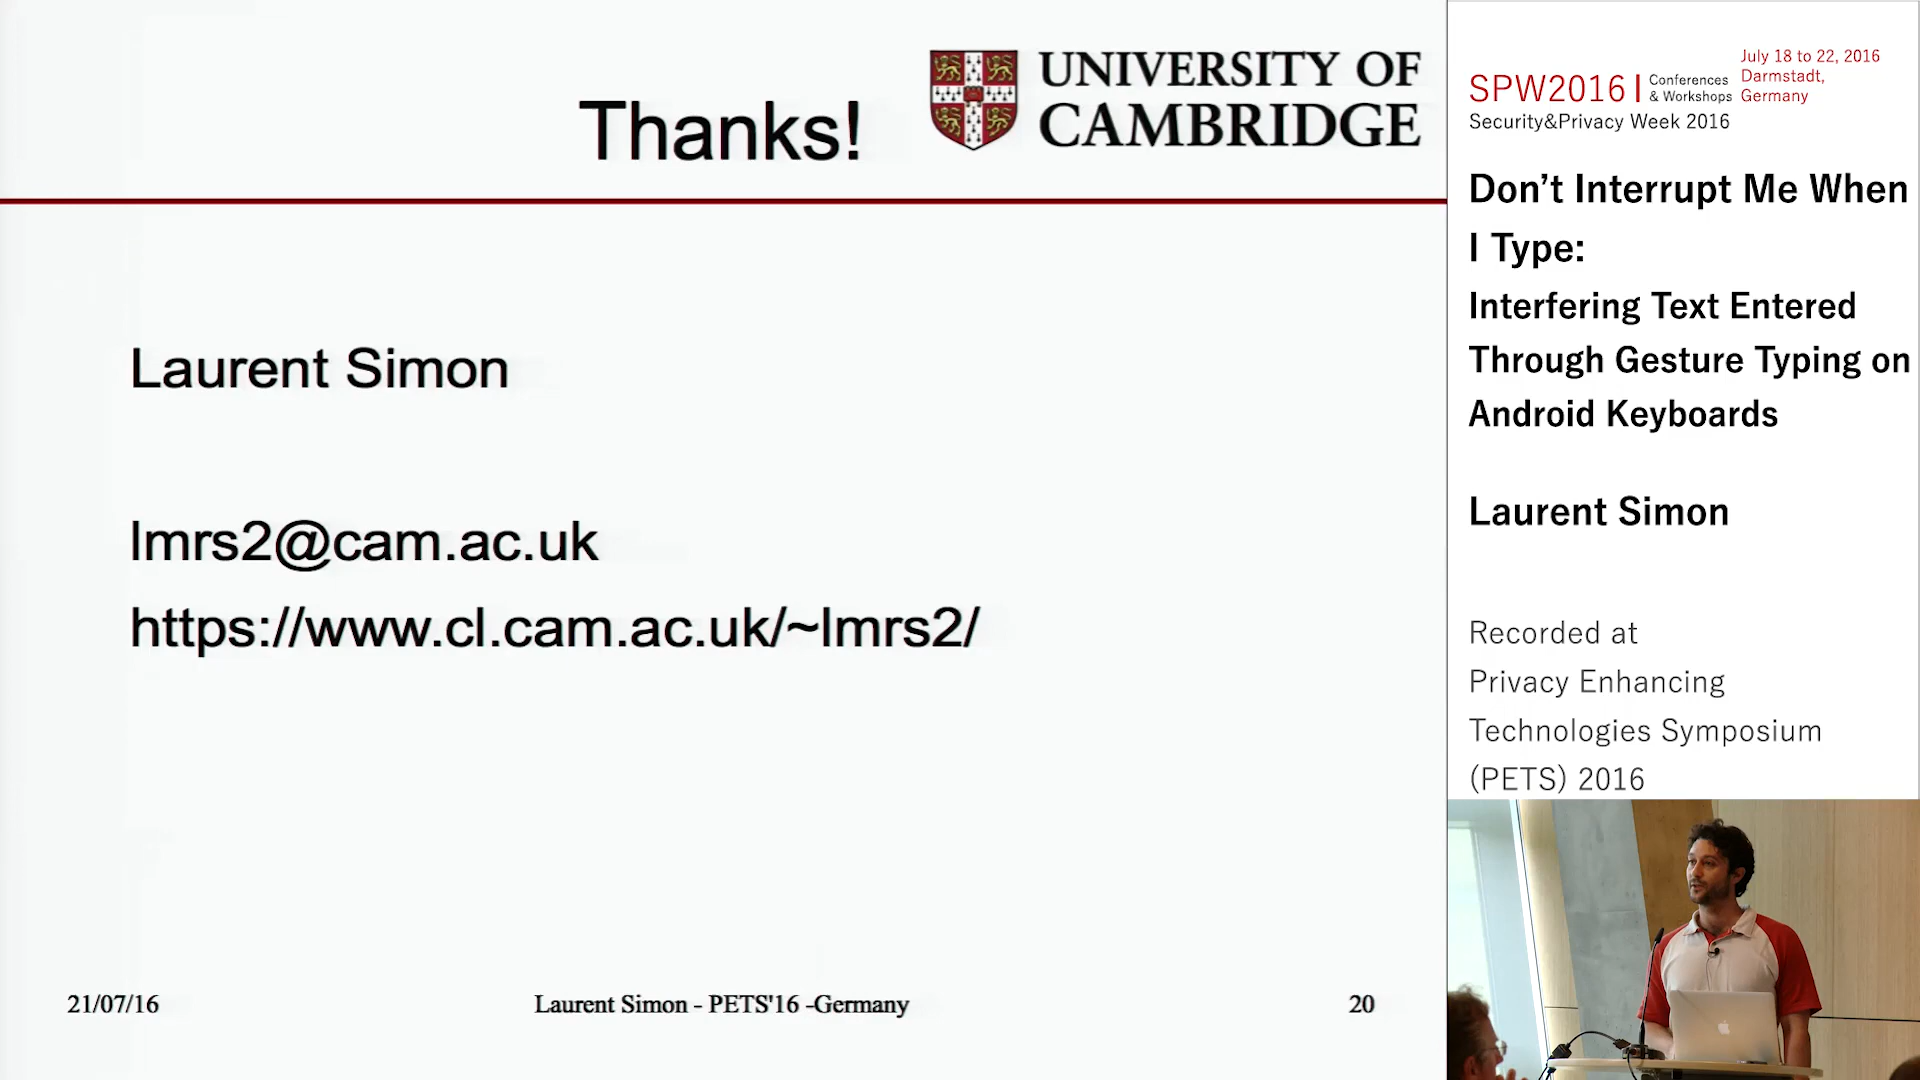 Thanks!
UNIVERSITY OF
CAMBRIDGE
Laurent Simon
lmrs2@cam.ac.uk
https://www.cl.cam.ac.uk/~lmrs2/
21/07/16
Laurent Simon - PETS'16 -Germany
20
SPW2016 | Conferences
& Workshops
July 18 to 22, 2016
Darmstadt,
Germany
Security&Privacy Week 2016
Don't Interrupt Me When
I Type:
Interfering Text Entered
Through Gesture Typing on
Android Keyboards
Laurent Simon
Recorded at
Privacy Enhancing
Technologies Symposium
(PETS) 2016